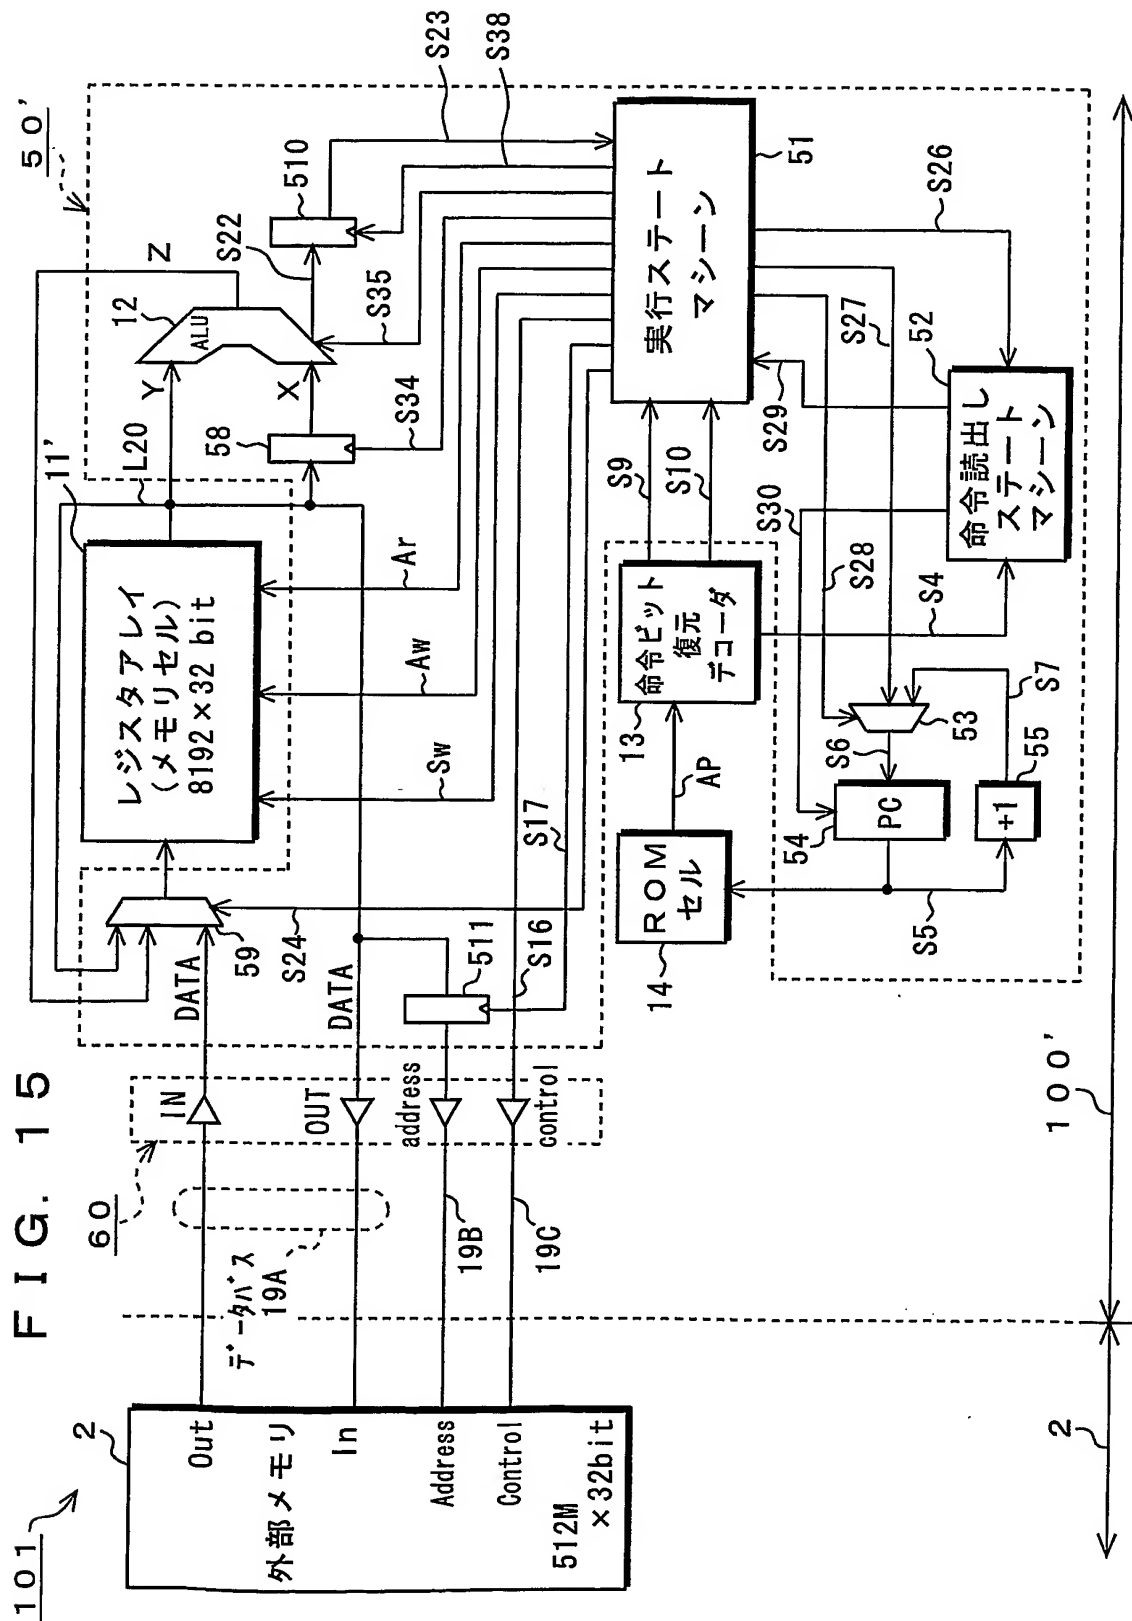 FIG. 15
101
2
外部メモリ
Out
In
Address
Control
512M
×32bit
データバス
19A
19B
19C
60
IN
OUT
address
control
DATA
DATA
59
S24
511
S16
S17
レジスタアレイ
(メモリセル)
8192×32 bit
11'
L20
Sw
Aw
Ar
58
S34
Y
X
12
ALU
Z
S22
S35
510
50'
S23
S38
実行ステート
マシーン
51
S9
S10
命令ビット
復元
デコーダ
13
AP
ROM
セル
14
S4
S29
S30
S28
S27
S26
52
命令読出し
ステート
マシーン
53
S6
S7
PC
54
+1
55
S5
2
100'